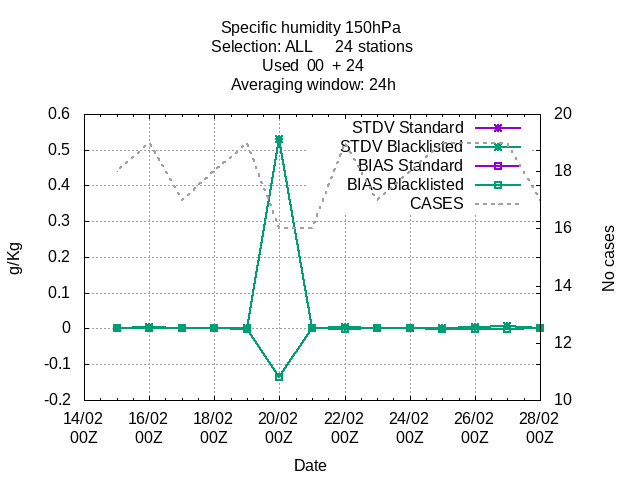 Specific humidity 150hPa
Selection: ALL 24 stations
Used 00 + 24
Averaging window: 24h
STDV Standard
STDV Blacklisted
BIAS Standard
BIAS Blacklisted
CASES
0.6
0.5
0.4
0.3
0.2
0.1
0
-0.1
-0.2
20
18
16
14
12
10
g/Kg
No cases
14/02 16/02 18/02 20/02 22/02 24/02 26/02 28/02
00Z 00Z 00Z 00Z 00Z 00Z 00Z 00Z
Date